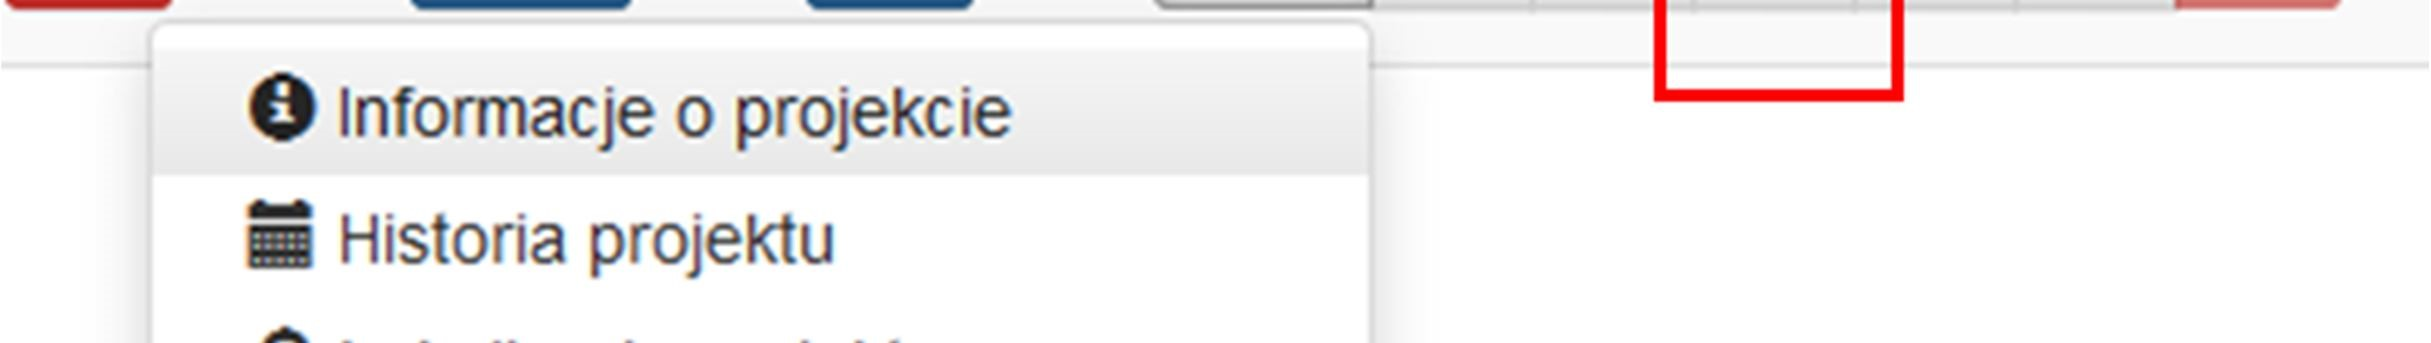 Informacje o projekcie
Historia projektu